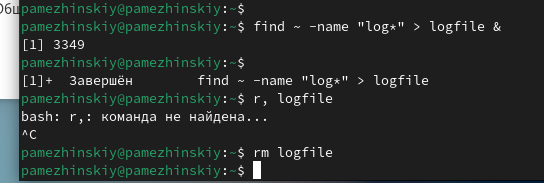 Общ
pamezhinskiy@pamezhinskiy:~$
pamezhinskiy@pamezhinskiy:~$ find ~ -name "log*" > logfile &
[1] 3349
pamezhinskiy@pamezhinskiy:~$
[1]+  Завершён        find ~ -name "log*" > logfile
pamezhinskiy@pamezhinskiy:~$ r, logfile
bash: r,: команда не найдена...
^C
pamezhinskiy@pamezhinskiy:~$ rm logfile
pamezhinskiy@pamezhinskiy:~$